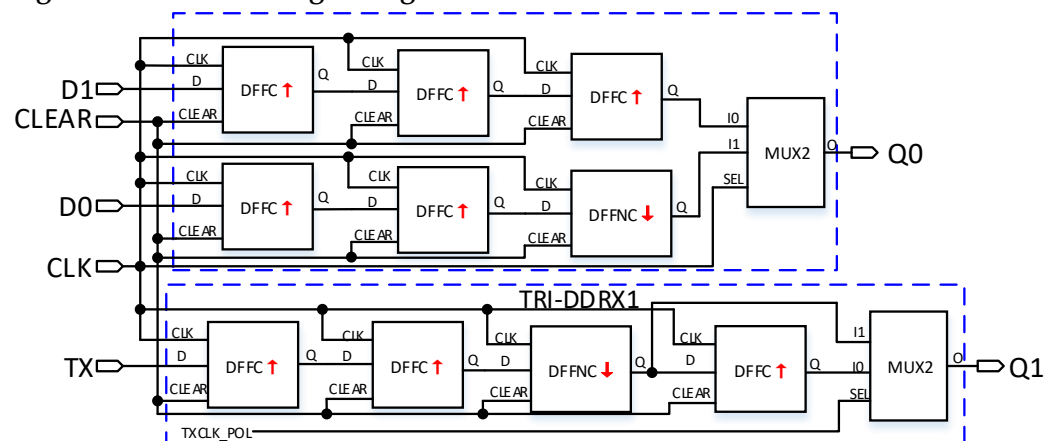 CLK
D
Q
DFFC
CLEAR
CLK
D
Q
DFFC
CLEAR
CLK
D
Q
DFFC
CLEAR
D1
CLEAR
I0
I1
SEL
MUX2
O
Q0
CLK
D
Q
DFFC
CLEAR
CLK
D
Q
DFFC
CLEAR
CLK
D
Q
DFFNC
CLEAR
D0
CLK
TRI-DDRX1
CLK
D
Q
DFFC
CLEAR
CLK
D
Q
DFFC
CLEAR
CLK
D
Q
DFFNC
CLEAR
CLK
D
Q
DFFC
CLEAR
TX
I1
I0
SEL
MUX2
O
Q1
TXCLK_POL